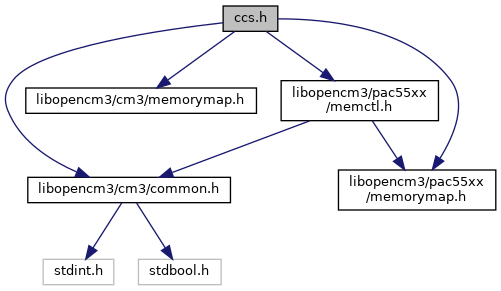 ccs.h
libopencm3/cm3/memorymap.h
libopencm3/pac55xx
/memctl.h
libopencm3/cm3/common.h
libopencm3/pac55xx
/memorymap.h
stdint.h
stdbool.h